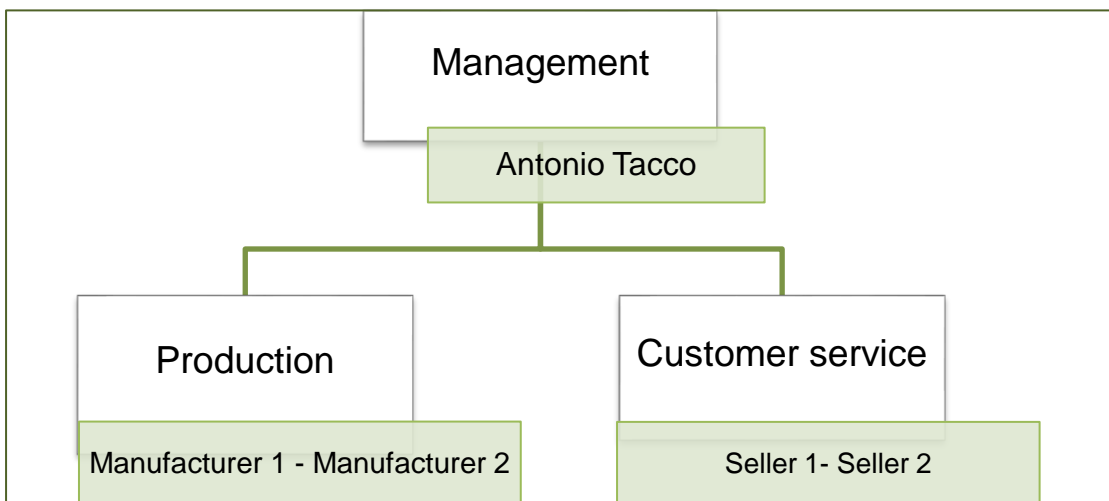 Management
Antonio Tacco
Production
Customer service
Manufacturer 1 - Manufacturer 2
Seller 1- Seller 2